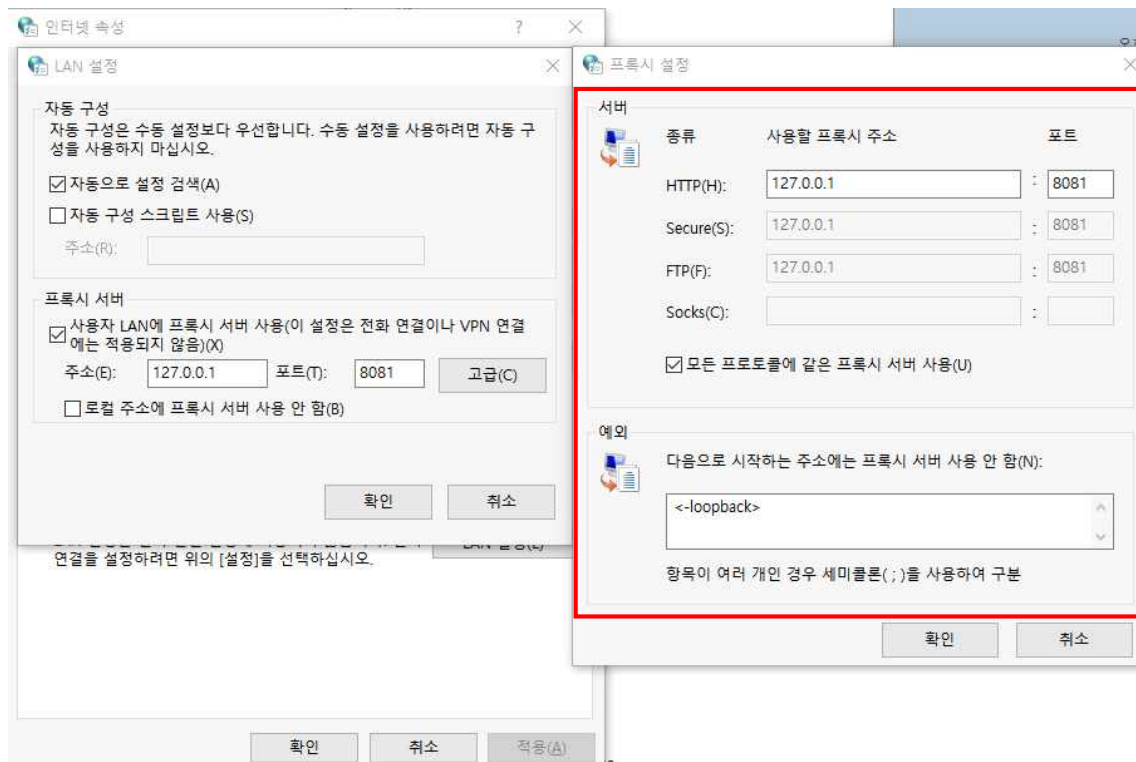 인터넷 속성
?
LAN 설정
자동 구성
자동 구성은 수동 설정보다 우선합니다. 수동 설정을 사용하려면 자동 구
성을 사용하지 마십시오.
자동으로 설정 검색(A)
자동 구성 스크립트 사용(S)
주소(R):
프록시 서버
사용자 LAN에 프록시 서버 사용(이 설정은 전화 연결이나 VPN 연결
에는 적용되지 않음)(X)
주소(E): 127.0.0.1 포트(T): 8081 고급(C)
로컬 주소에 프록시 서버 사용 안 함(B)
확인 취소
연결을 설정하려면 위의 [설정]을 선택하십시오.
확인 취소 적용(A)
프록시 설정
서버
종류 사용할 프록시 주소 포트
HTTP(H): 127.0.0.1 : 8081
Secure(S): 127.0.0.1 : 8081
FTP(F): 127.0.0.1 : 8081
Socks(C): :
모든 프로토콜에 같은 프록시 서버 사용(U)
예외
다음으로 시작하는 주소에는 프록시 서버 사용 안 함(N):
<-loopback>
항목이 여러 개인 경우 세미콜론( ; )을 사용하여 구분
확인 취소